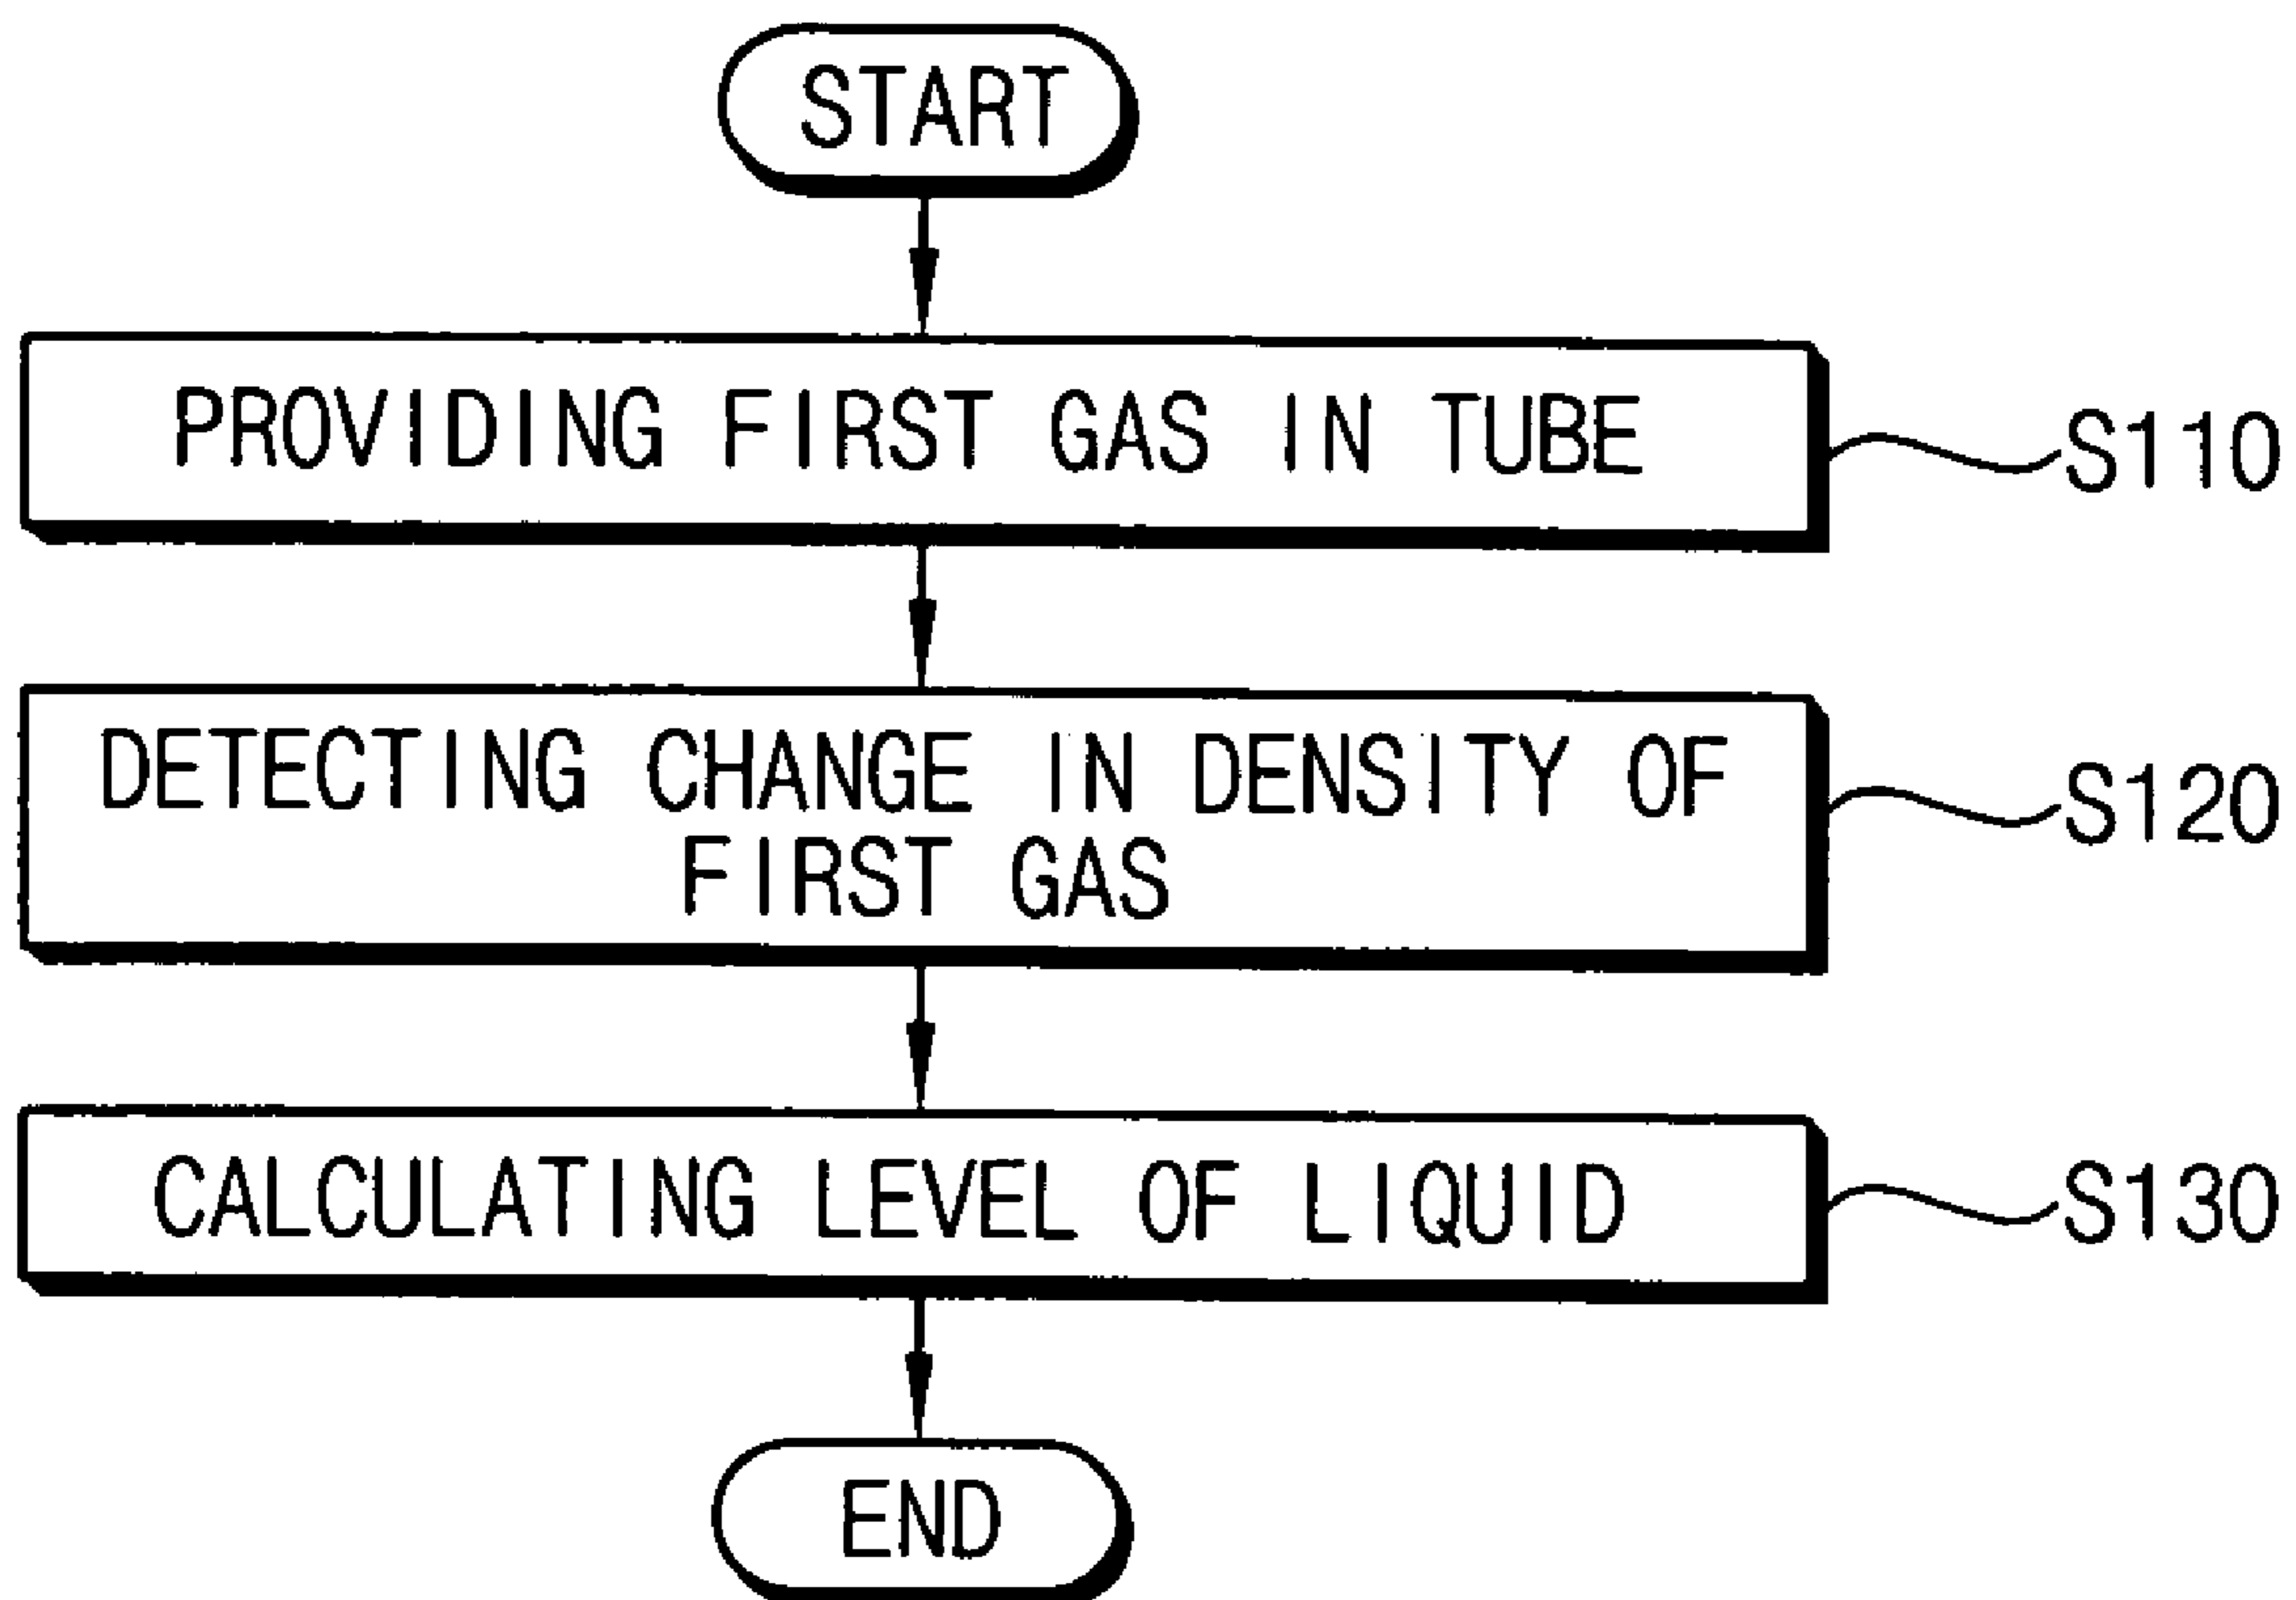 START
PROVIDING FIRST GAS IN TUBE
S110
DETECTING CHANGE IN DENSITY OF
FIRST GAS
S120
CALCULATING LEVEL OF LIQUID
S130
END